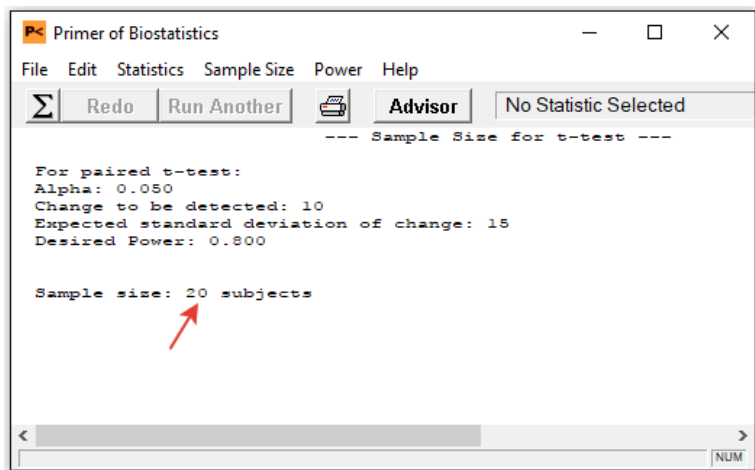 P< Primer of Biostatistics
File Edit Statistics Sample Size Power Help
Σ Redo Run Another Advisor No Statistic Selected
--- Sample Size for t-test ---
For paired t-test:
Alpha: 0.050
Change to be detected: 10
Expected standard deviation of change: 15
Desired Power: 0.800
Sample size: 20 subjects
NUM